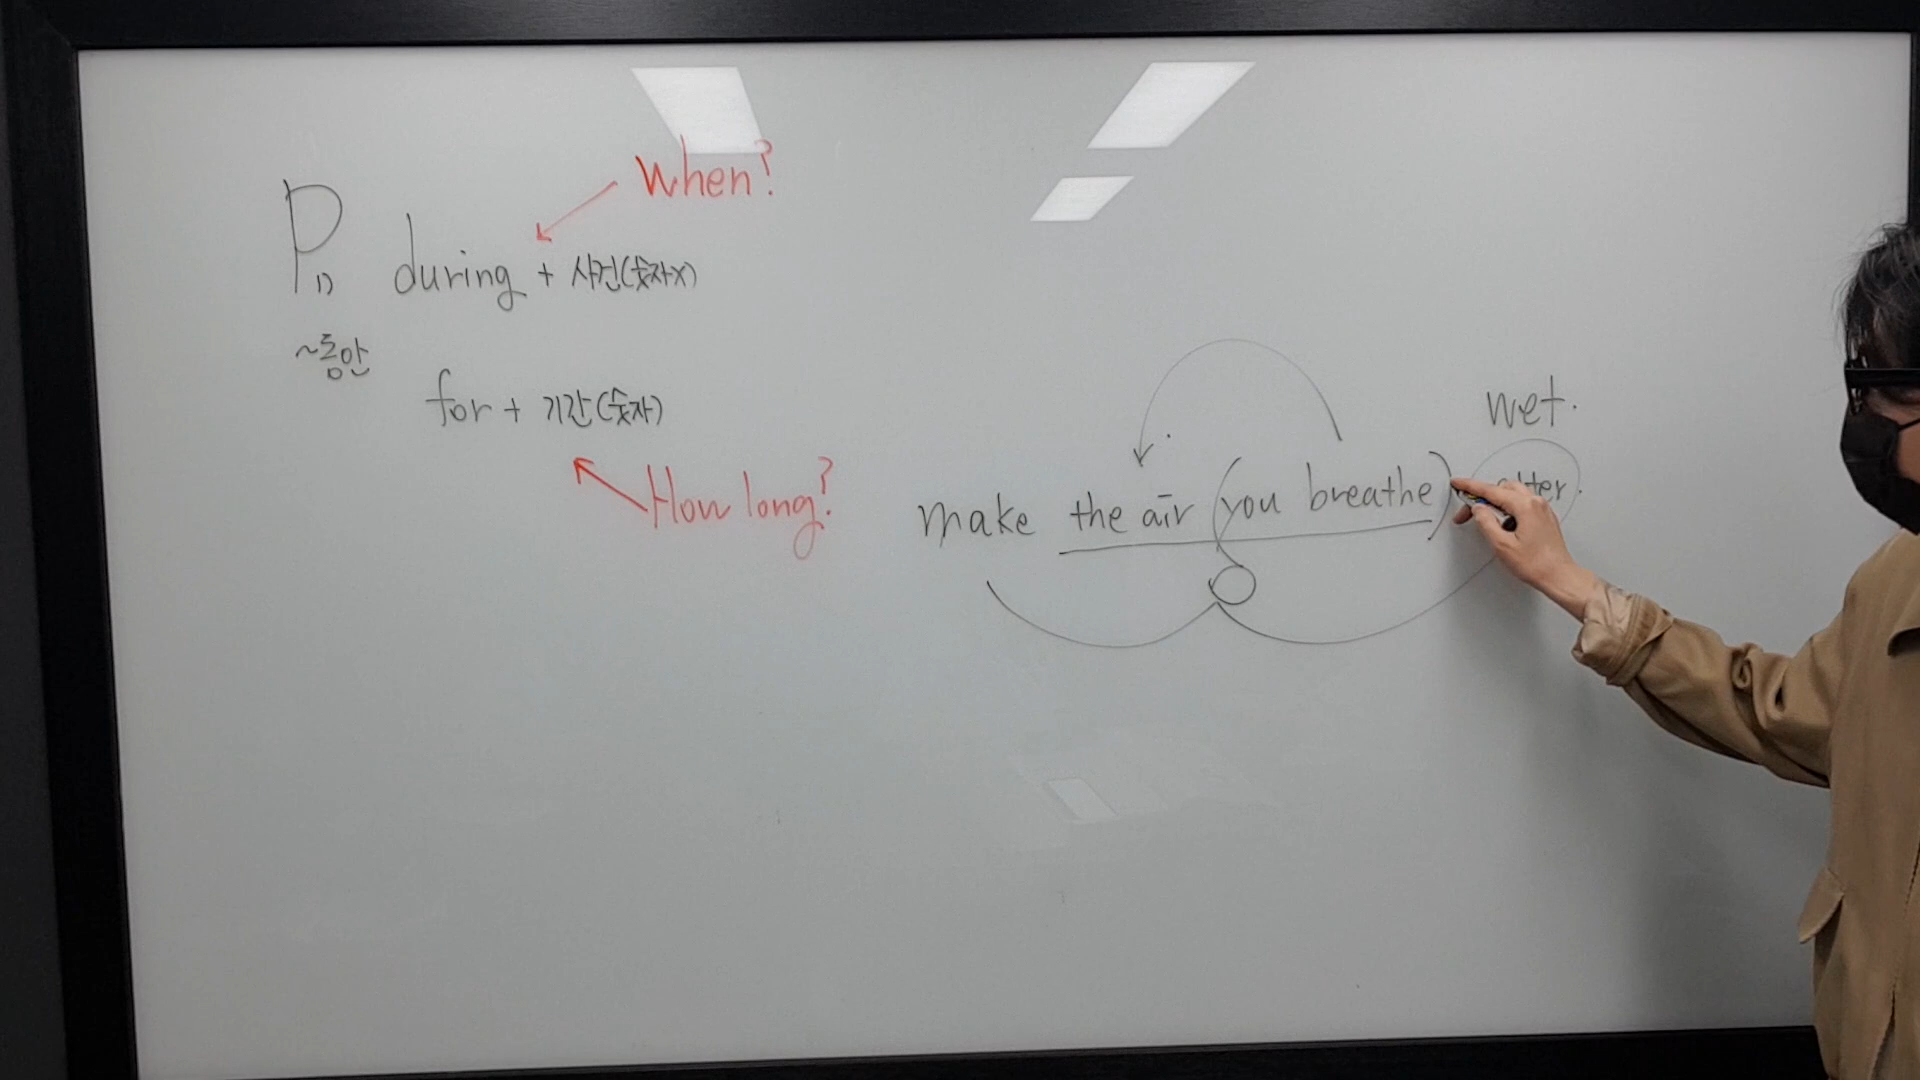 When?
P
1)
during + 사건(숫자x)
~동안
for + 기간(숫자)
How long?
wet.
make the air (you breathe)